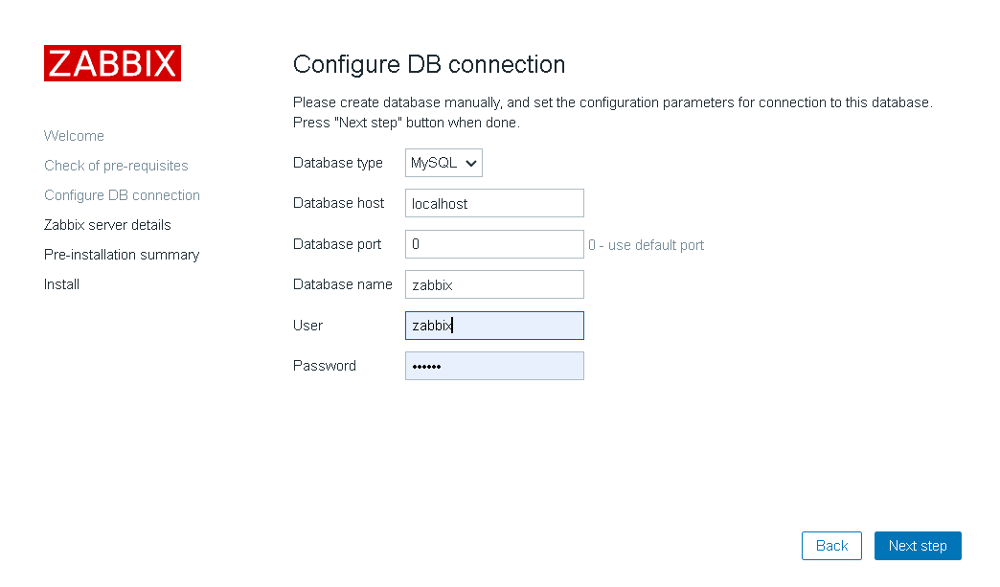 ZABBIX
Welcome
Check of pre-requisites
Configure DB connection
Zabbix server details
Pre-installation summary
Install
Configure DB connection
Please create database manually, and set the configuration parameters for connection to this database.
Press "Next step" button when done.
Database type MySQL
Database host localhost
Database port 0 0 - use default port
Database name zabbix
User zabbix
Password ••••••
Back Next step